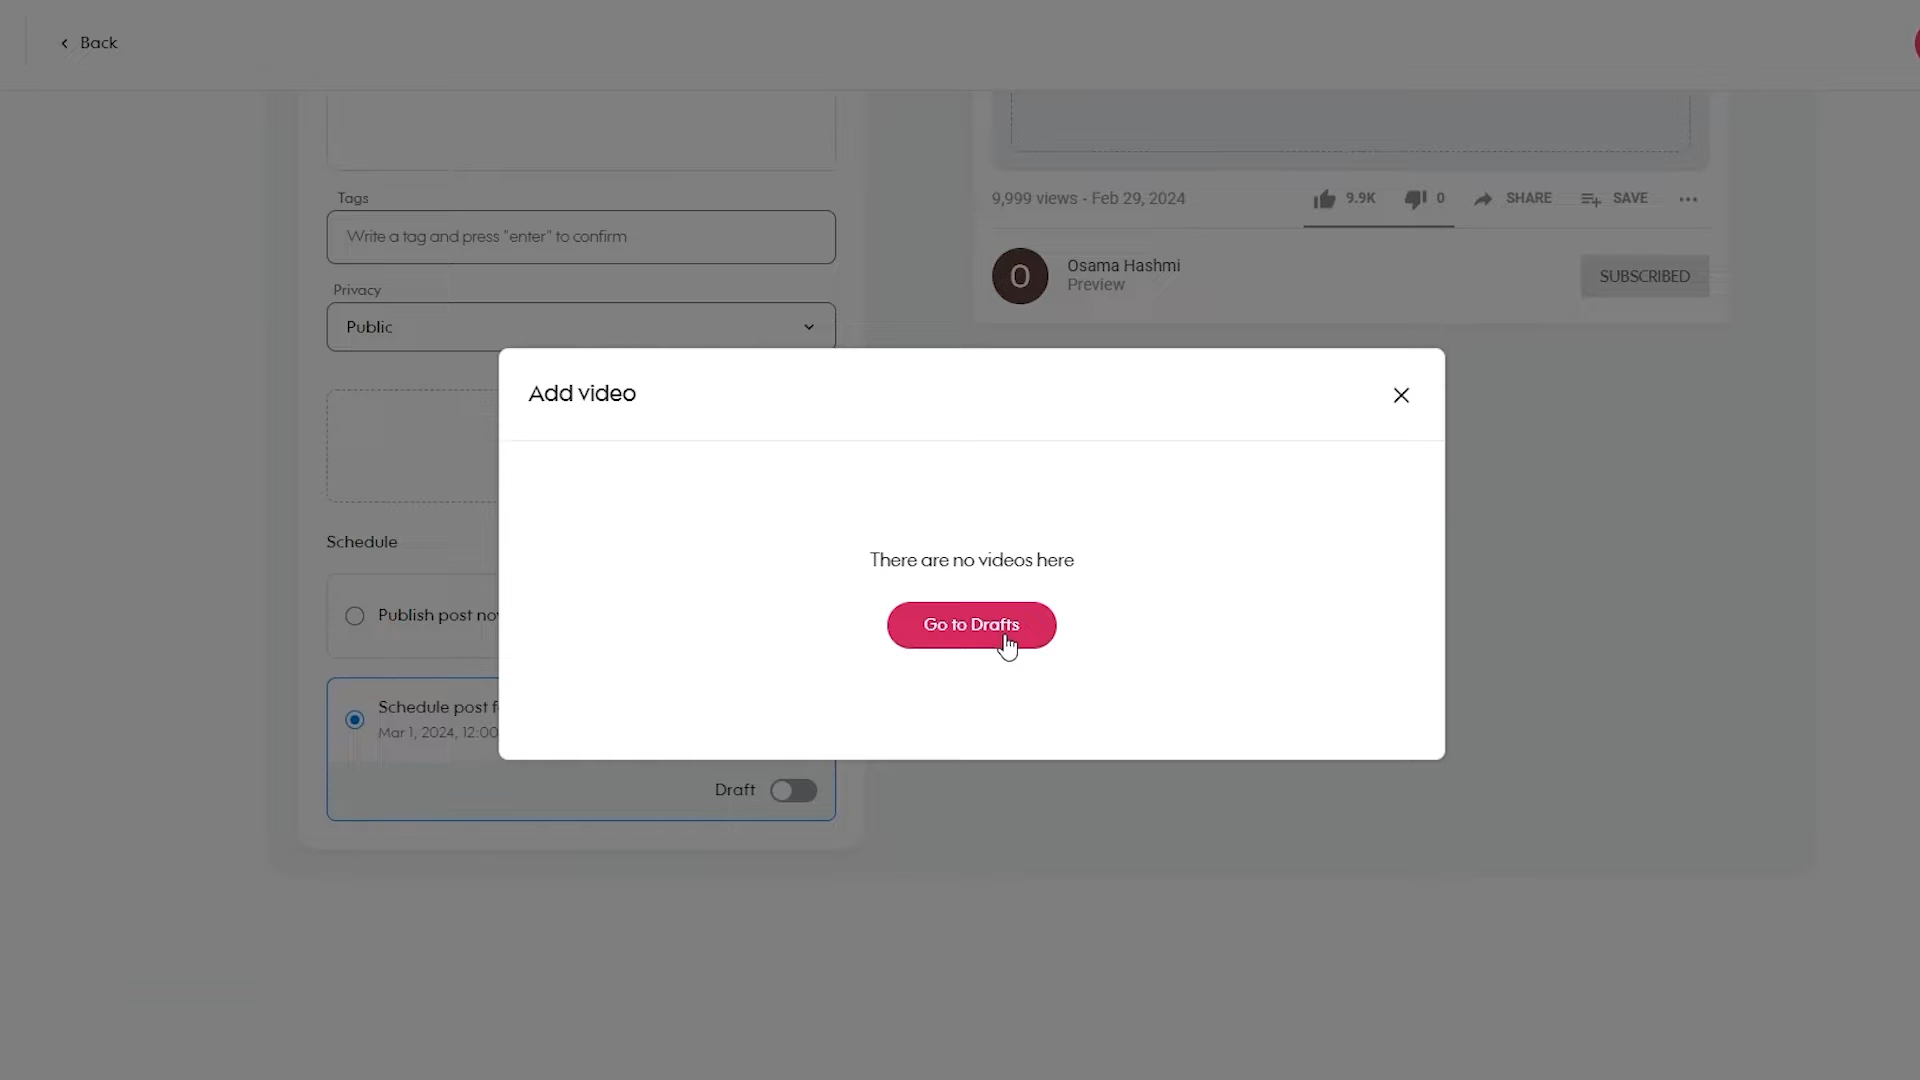 Back
Tags
Write a tag and press "enter" to confirm
Privacy
Public
Schedule
Publish post
Schedule post
Mar 1, 2024, 12:00
Draft
9,999 views - Feb 29, 2024
9.9K
0
SHARE
SAVE
O
Osama Hashmi
Preview
SUBSCRIBED
Add video
There are no videos here
Go to Drafts